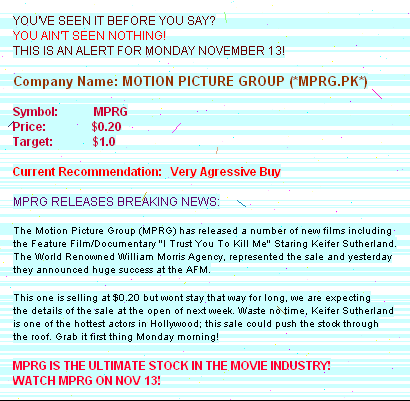 YOU'VE SEEN IT BEFORE YOU SAY?
YOU AIN'T SEEN NOTHING!
THIS IS AN ALERT FOR MONDAY NOVEMBER 13!
Company Name: MOTION PICTURE GROUP (*MPRG.PK*)
Symbol: MPRG
Price: $0.20
Target: $1.0
Current Recommendation: Very Agressive Buy
MPRG RELEASES BREAKING NEWS:
The Motion Picture Group (MPRG) has released a number of new films including
the Feature Film/Documentary "I Trust You To Kill Me" Staring Keifer Sutherland.
The World Renowned William Morris Agency, represented the sale and yesterday
they announced huge success at the AFM.
This one is selling at $0.20 but wont stay that way for long, we are expecting
the details of the sale at the open of next week. Waste no time, Keifer Sutherland
is one of the hottest actors in Hollywood; this sale could push the stock through
the roof. Grab it first thing Monday morning!
MPRG IS THE ULTIMATE STOCK IN THE MOVIE INDUSTRY!
WATCH MPRG ON NOV 13!